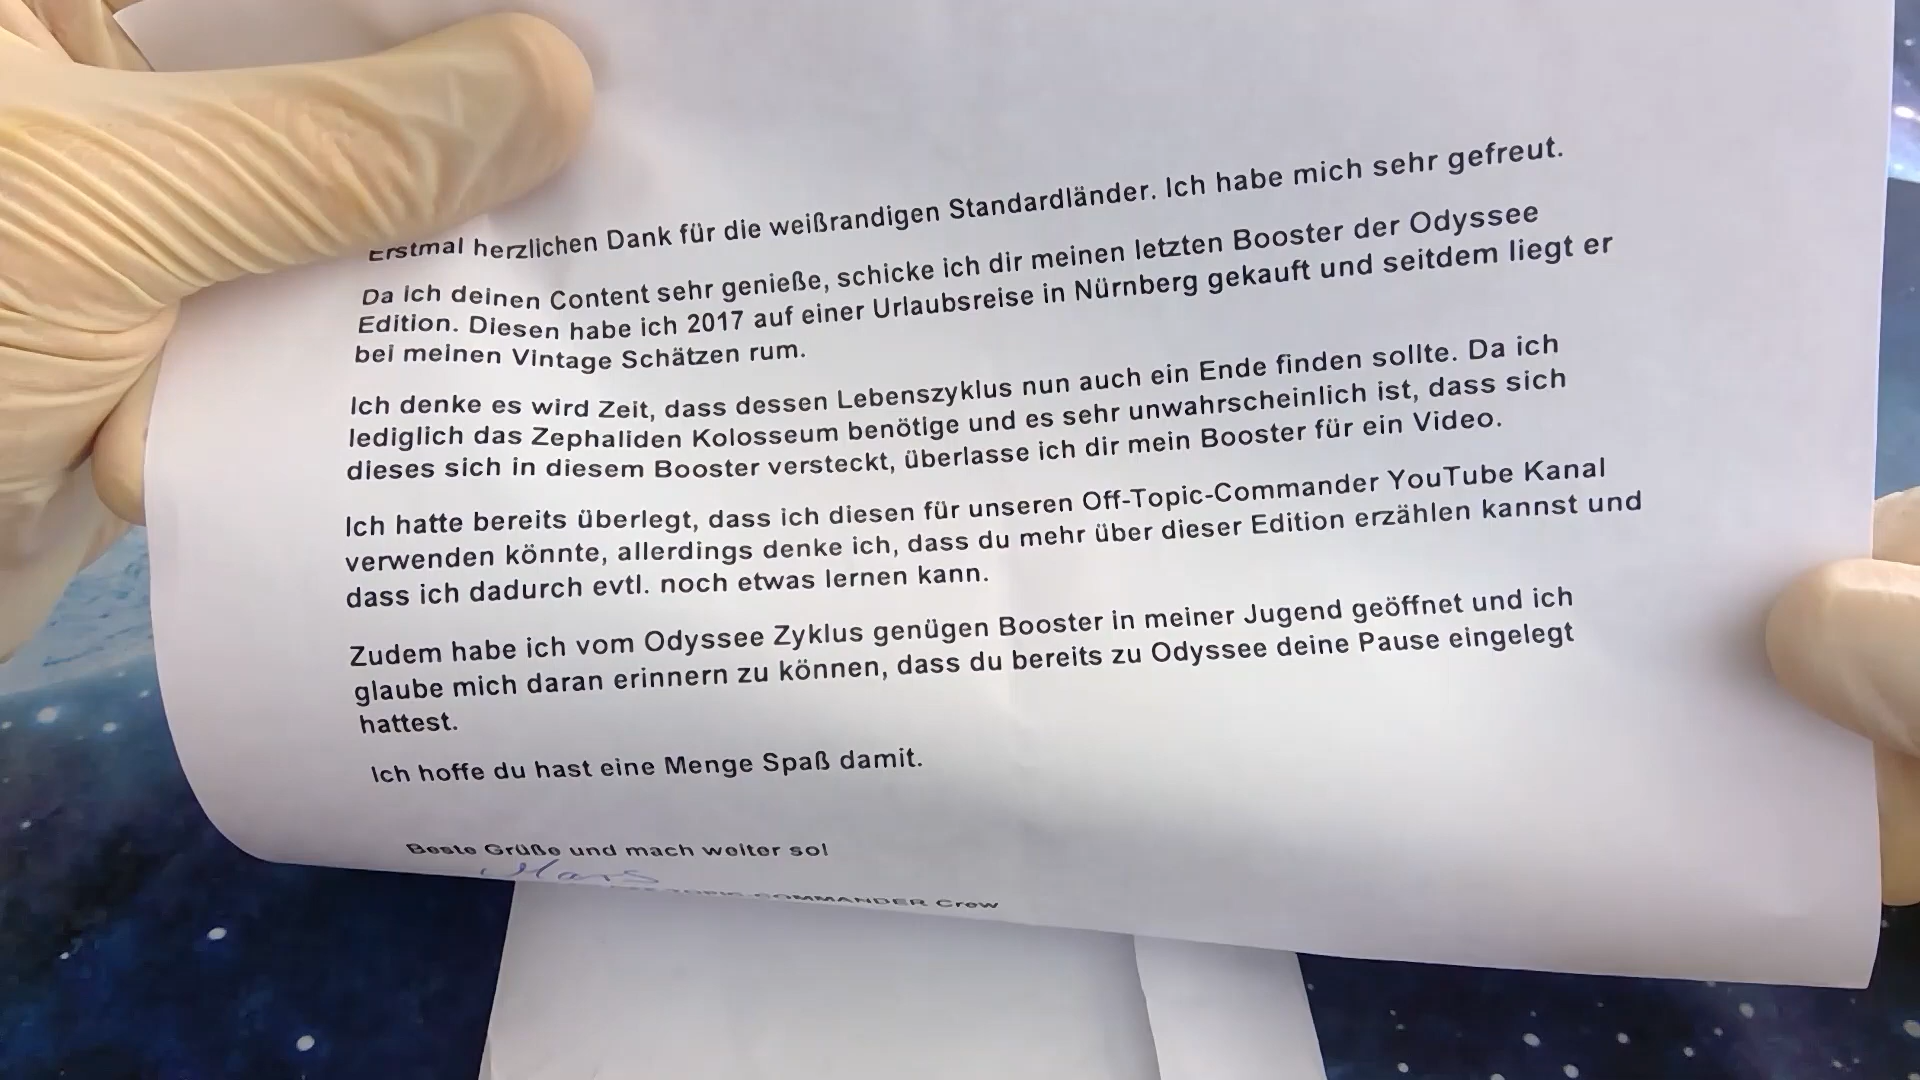 Erstmal herzlichen Dank für die weißrandigen Standardländer. Ich habe mich sehr gefreut.
Da ich deinen Content sehr genieße, schicke ich dir meinen letzten Booster der Odyssee
Edition. Diesen habe ich 2017 auf einer Urlaubsreise in Nürnberg gekauft und seitdem liegt er
bei meinen Vintage Schätzen rum.
Ich denke es wird Zeit, dass dessen Lebenszyklus nun auch ein Ende finden sollte. Da ich
lediglich das Zephaliden Kolosseum benötige und es sehr unwahrscheinlich ist, dass sich
dieses sich in diesem Booster versteckt, überlasse ich dir mein Booster für ein Video.
Ich hatte bereits überlegt, dass ich diesen für unseren Off-Topic-Commander YouTube Kanal
verwenden könnte, allerdings denke ich, dass du mehr über dieser Edition erzählen kannst und
dass ich dadurch evtl. noch etwas lernen kann.
Zudem habe ich vom Odyssee Zyklus genügen Booster in meiner Jugend geöffnet und ich
glaube mich daran erinnern zu können, dass du bereits zu Odyssee deine Pause eingelegt
hattest.
Ich hoffe du hast eine Menge Spaß damit.
Beste Grüße und mach weiter so!
COMMANDER Crew